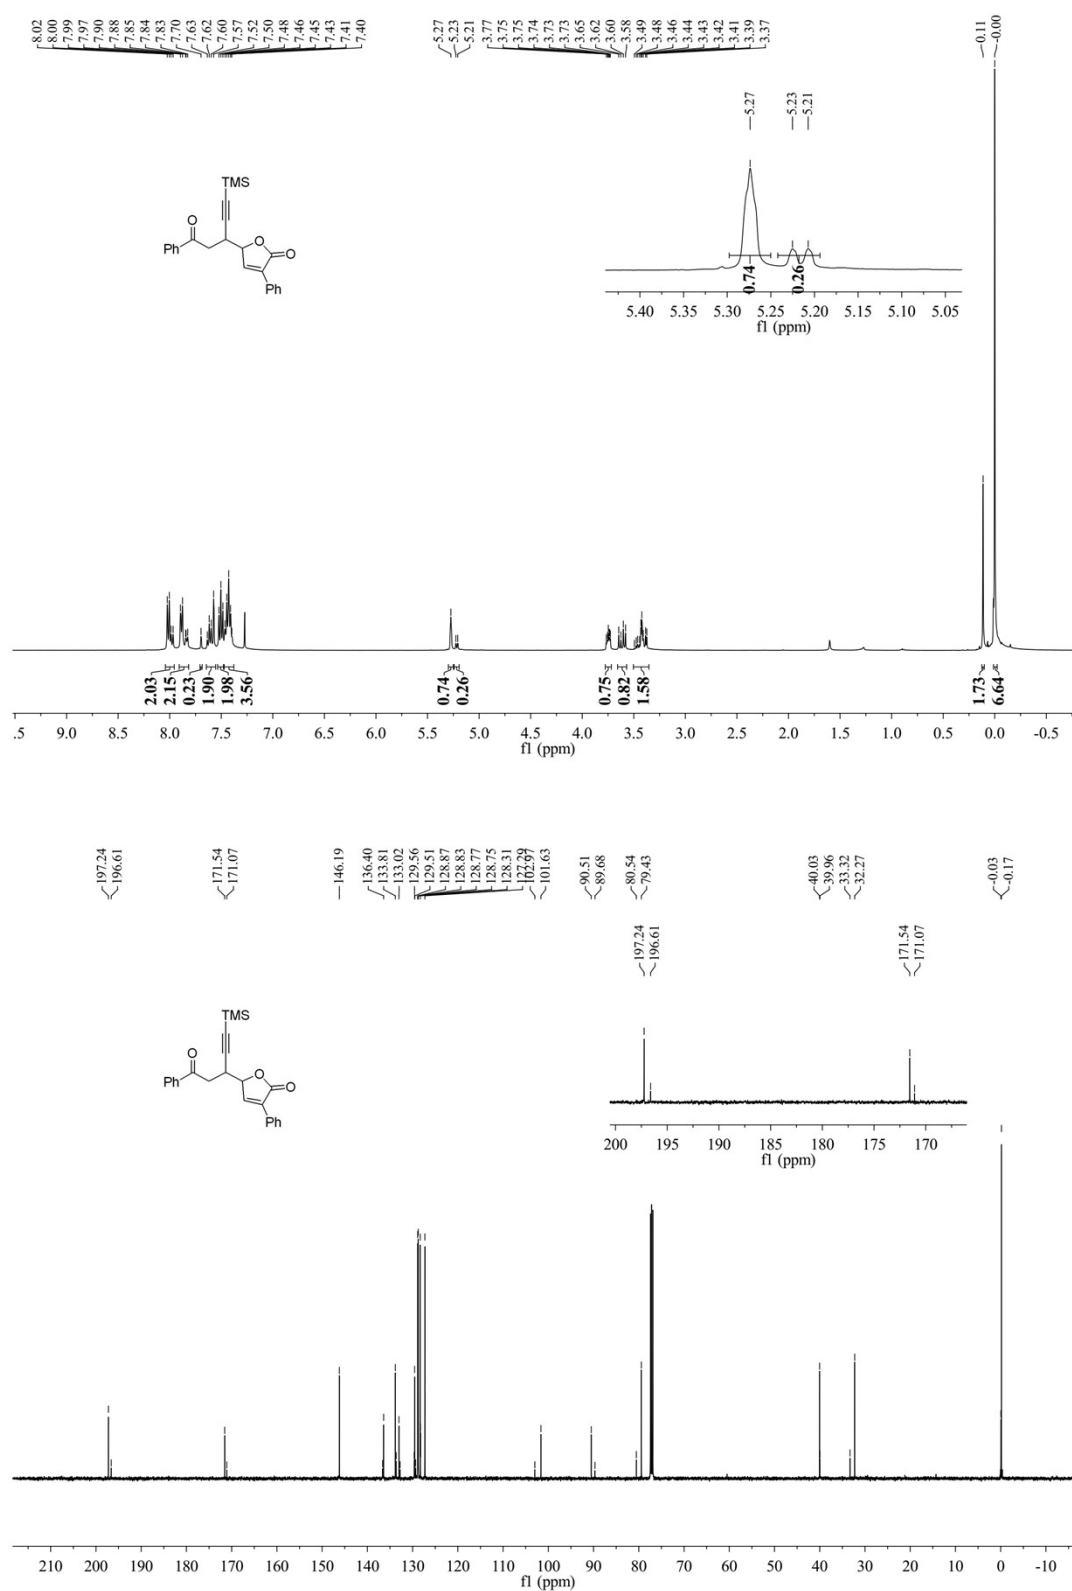 8.02 8.00 7.99 7.97 7.90 7.88 7.85 7.84 7.83 7.70 7.63 7.62 7.60 7.57 7.52 7.50 7.48 7.46 7.45 7.43 7.41 7.40
5.27 5.23 5.21
3.77 3.75 3.75 3.74 3.73 3.73 3.65 3.62 3.60 3.58 3.49 3.48 3.46 3.44 3.43 3.42 3.41 3.39 3.37
0.11 -0.00
5.27 5.23 5.21
TMS
O
Ph
O
O
Ph
0.74 0.26
5.40 5.35 5.30 5.25 5.20 5.15 5.10 5.05
f1 (ppm)
2.03 2.15 0.23 1.90 1.98 3.56 0.74 0.26 0.75 0.82 1.58 1.73 6.64
.5 9.0 8.5 8.0 7.5 7.0 6.5 6.0 5.5 5.0 4.5 4.0 3.5 3.0 2.5 2.0 1.5 1.0 0.5 0.0 -0.5
f1 (ppm)
197.24 196.61
171.54 171.07
146.19 136.40 133.81 133.02 129.56 129.51 128.87 128.83 128.77 128.75 128.31 127.29 102.97 101.63
90.51 89.68
80.54 79.43
40.03 39.96 33.32 32.27
-0.03 -0.17
197.24 196.61
171.54 171.07
TMS
O
Ph
O
O
Ph
200 195 190 185 180 175 170
f1 (ppm)
210 200 190 180 170 160 150 140 130 120 110 100 90 80 70 60 50 40 30 20 10 0 -10
f1 (ppm)